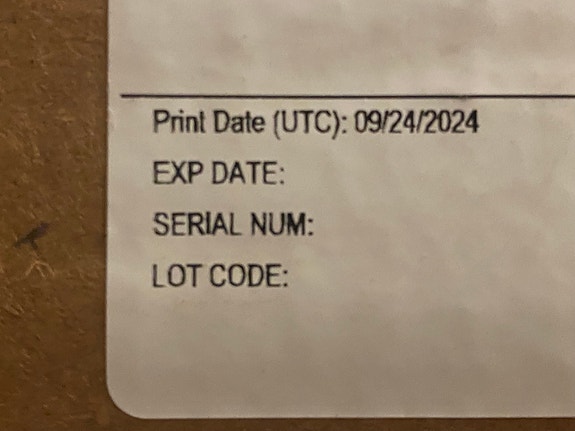 Print Date (UTC): 09/24/2024
EXP DATE:
SERIAL NUM:
LOT CODE: